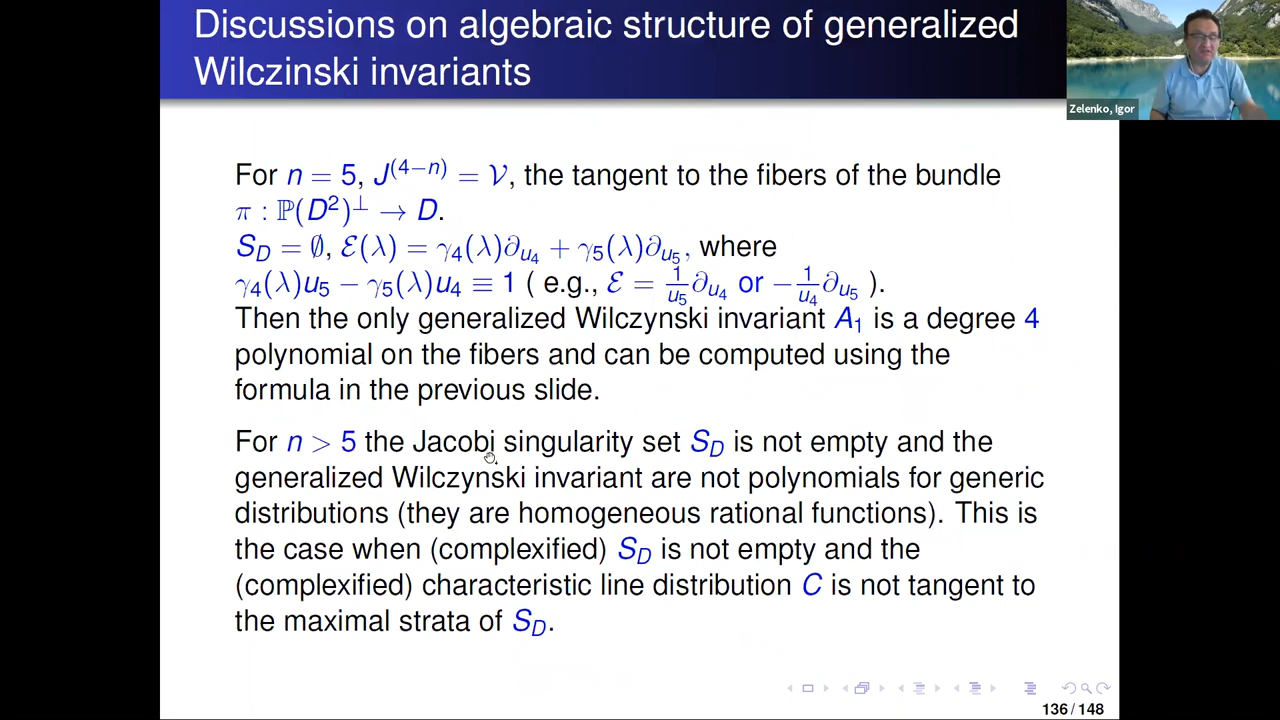 Discussions on algebraic structure of generalized
Wilczinski invariants
Zelenko, Igor
For n = 5, J^(4−n) = 𝒱, the tangent to the fibers of the bundle
π : ℙ(D²)^⊥ → D.
S_D = ∅, ℰ(λ) = γ₄(λ)∂_{u₄} + γ₅(λ)∂_{u₅}, where
γ₄(λ)u₅ − γ₅(λ)u₄ ≡ 1 ( e.g., ℰ = 1/u₅ ∂_{u₄} or −1/u₄ ∂_{u₅} ).
Then the only generalized Wilczynski invariant A₁ is a degree 4
polynomial on the fibers and can be computed using the
formula in the previous slide.
For n > 5 the Jacobi singularity set S_D is not empty and the
generalized Wilczynski invariant are not polynomials for generic
distributions (they are homogeneous rational functions). This is
the case when (complexified) S_D is not empty and the
(complexified) characteristic line distribution C is not tangent to
the maximal strata of S_D.
136 / 148